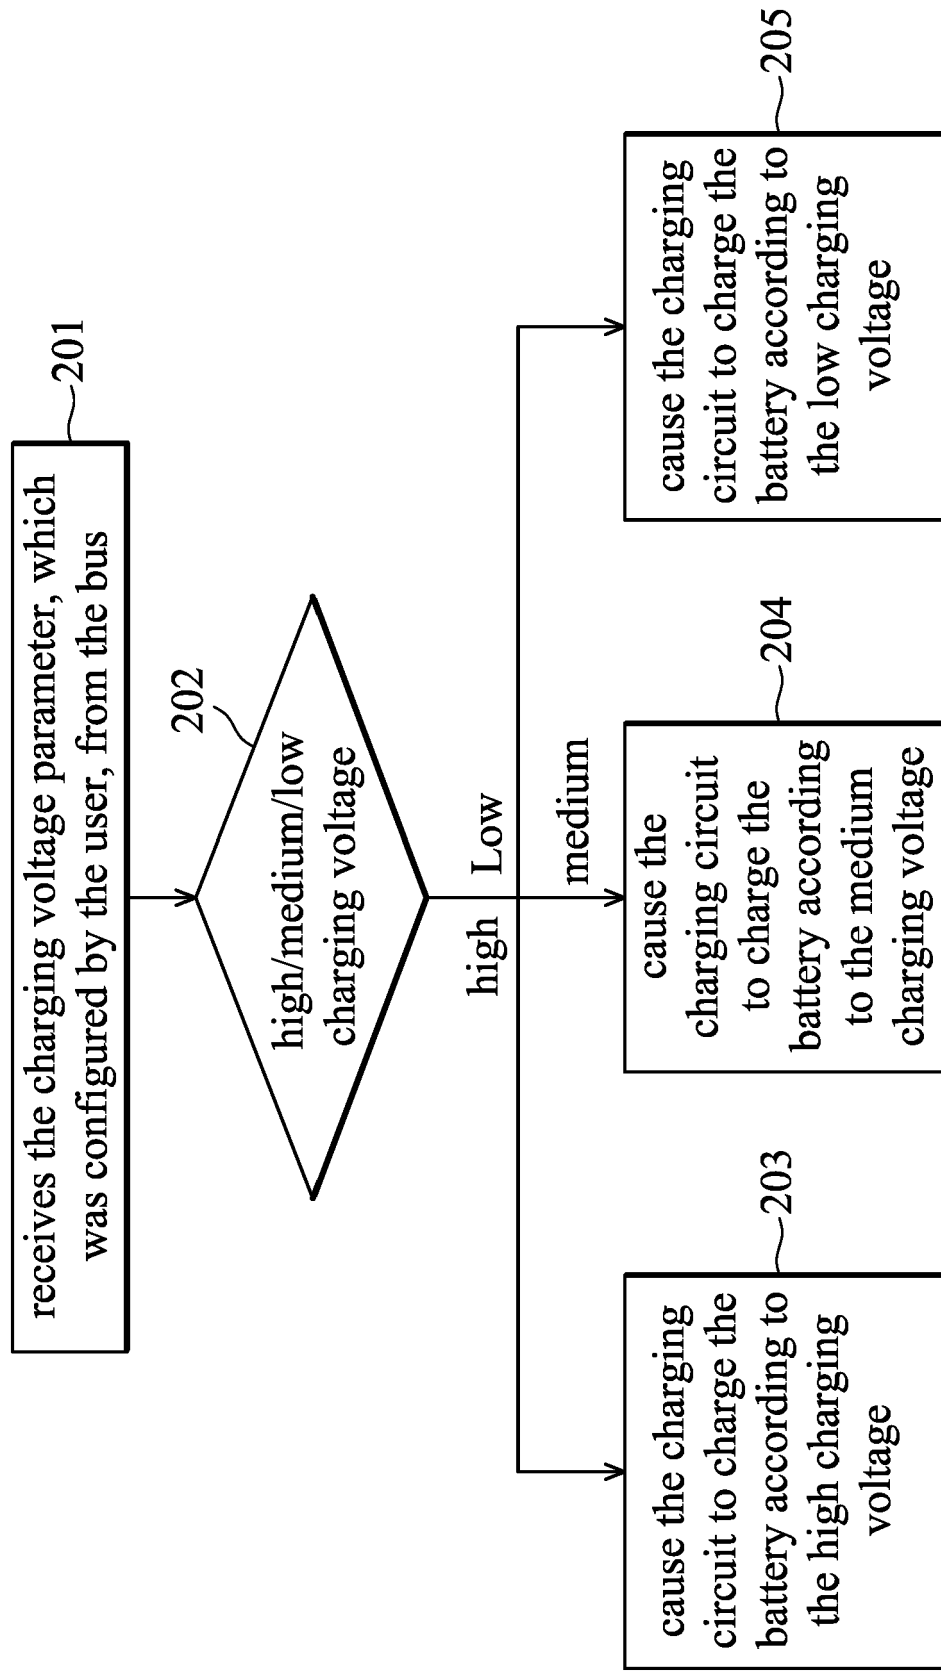 receives the charging voltage parameter, which
was configured by the user, from the bus
201
202
high/medium/low
charging voltage
high
Low
medium
cause the charging
circuit to charge the
battery according to
the high charging
voltage
203
cause the
charging circuit
to charge the
battery according
to the medium
charging voltage
204
cause the charging
circuit to charge the
battery according to
the low charging
voltage
205